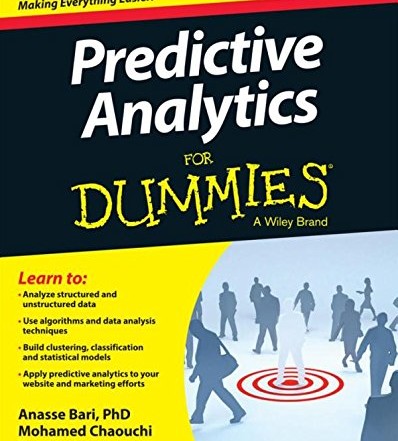 Making Everything Easier
Predictive
Analytics
FOR
DUMMIES®
A Wiley Brand
Learn to:
• Analyze structured and
unstructured data
• Use algorithms and data analysis
techniques
• Build clustering, classification
and statistical models
• Apply predictive analytics to your
website and marketing efforts
Anasse Bari, PhD
Mohamed Chaouchi